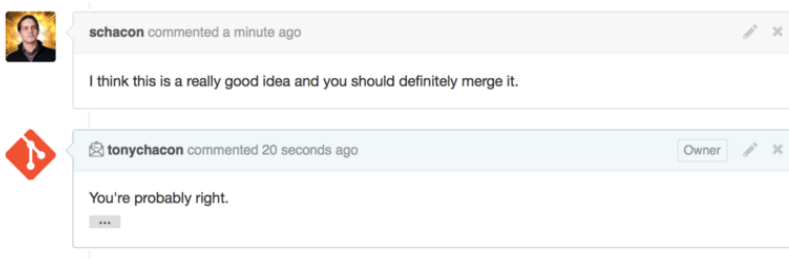 schacon commented a minute ago
I think this is a really good idea and you should definitely merge it.
tonychacon commented 20 seconds ago Owner
You're probably right.
...